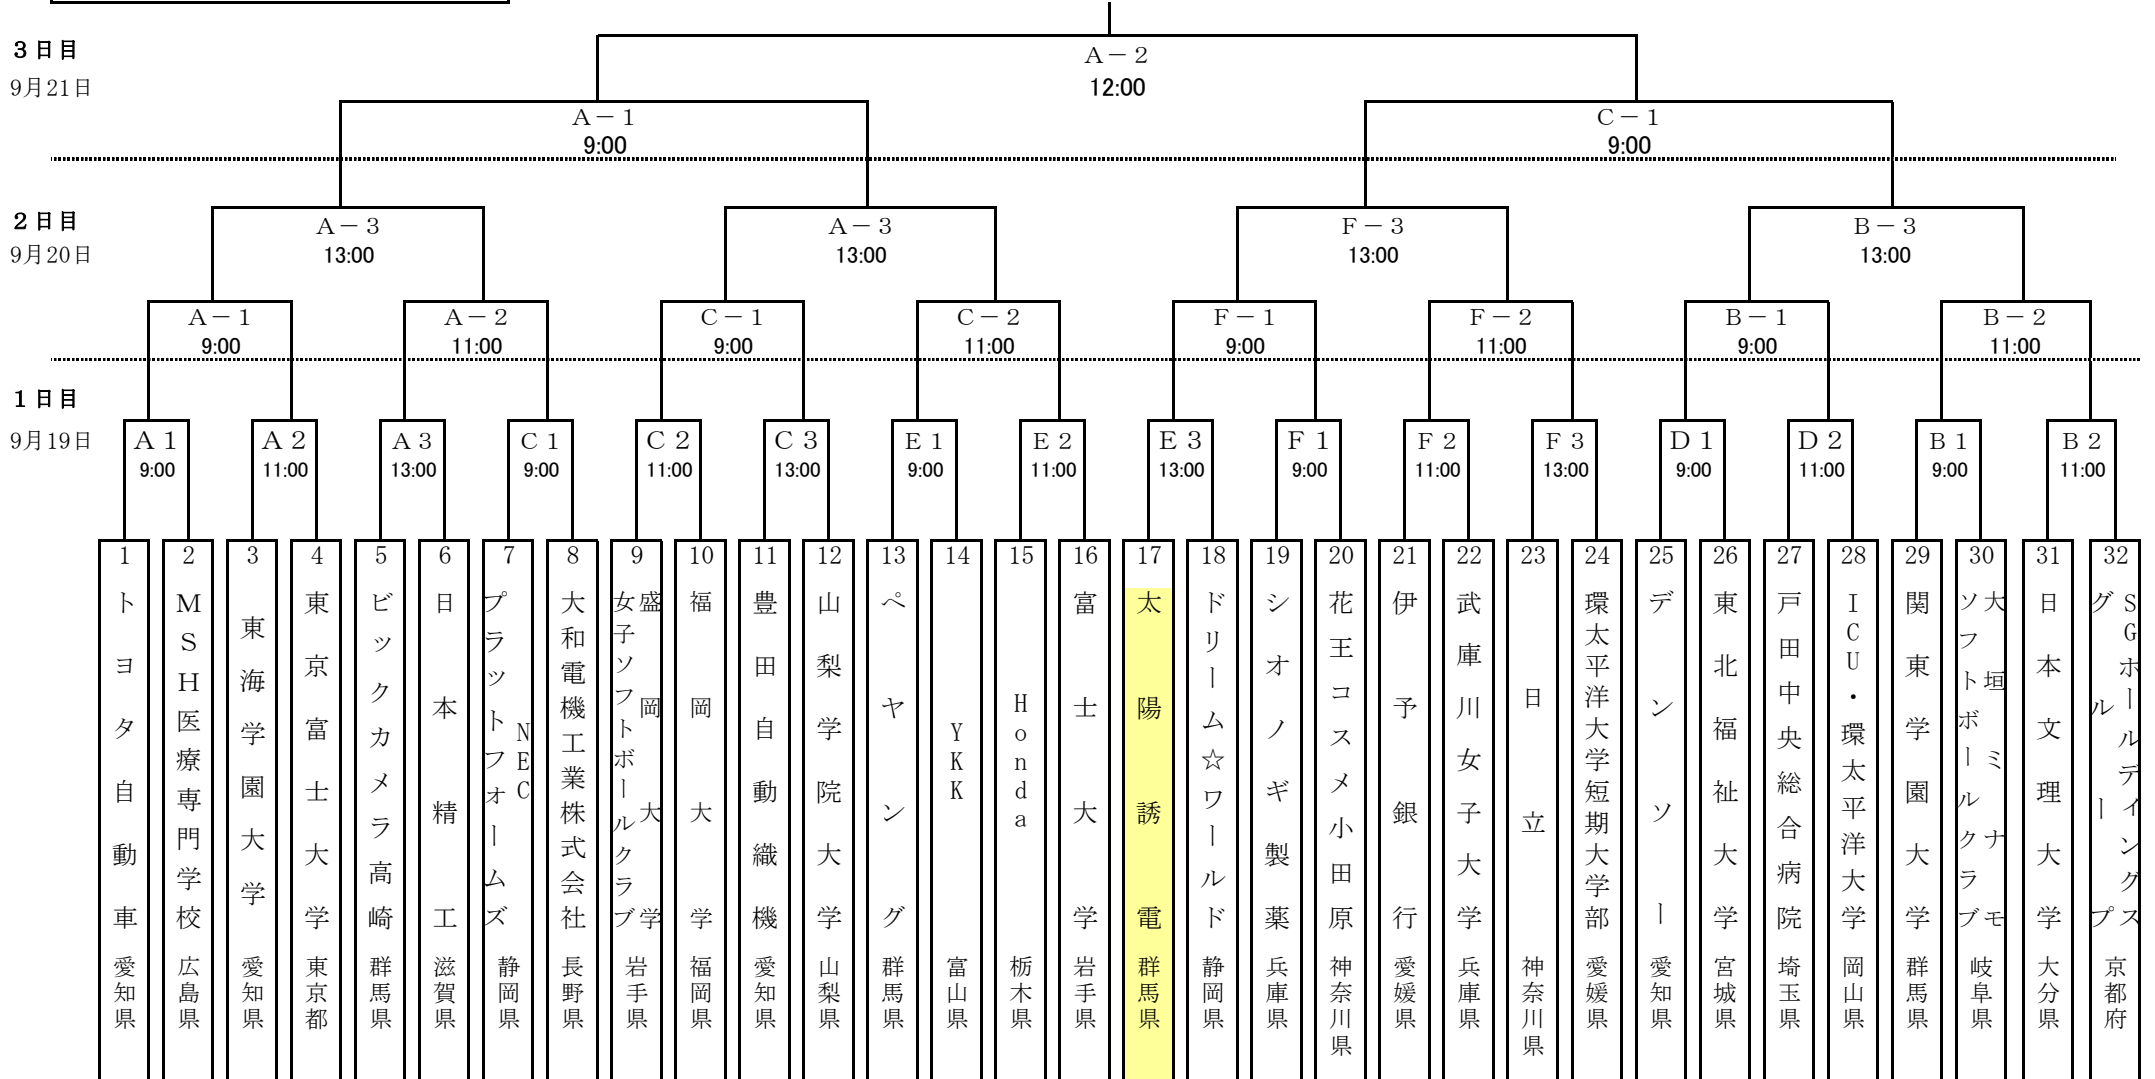 3日目
A－2
9月21日
12:00
A－1
C－1
9:00
9:00
2日目
A－3
A－3
F－3
B－3
9月20日
13:00
13:00
13:00
13:00
A－1
A－2
C－1
C－2
F－1
F－2
B－1
B－2
9:00
11:00
9:00
11:00
9:00
11:00
9:00
11:00
1日目
9月19日
A1
A2
A3
C1
C2
C3
E1
E2
E3
F1
F2
F3
D1
D2
B1
B2
9:00
11:00
13:00
9:00
11:00
13:00
9:00
11:00
13:00
9:00
11:00
13:00
9:00
11:00
9:00
11:00
1
トヨタ自動車
愛知県
2
MSH医療専門学校
広島県
3
東海学園大学
愛知県
4
東京富士大学
東京都
5
ビックカメラ高崎
群馬県
6
日本精工
滋賀県
7
NEC
プラットフォームズ
静岡県
8
大和電機工業株式会社
長野県
9
盛岡大学
女子ソフトボールクラブ
岩手県
10
福岡大学
福岡県
11
豊田自動織機
愛知県
12
山梨学院大学
山梨県
13
ペヤング
群馬県
14
YKK
富山県
15
Honda
栃木県
16
富士大学
岩手県
17
太陽誘電
群馬県
18
ドリーム☆ワールド
静岡県
19
シオノギ製薬
兵庫県
20
花王コスメ小田原
神奈川県
21
伊予銀行
愛媛県
22
武庫川女子大学
兵庫県
23
日立
神奈川県
24
環太平洋大学短期大学部
愛媛県
25
デンソー
愛知県
26
東北福祉大学
宮城県
27
戸田中央総合病院
埼玉県
28
ICU・環太平洋大学
岡山県
29
関東学園大学
群馬県
30
大垣ミナモ
ソフトボールクラブ
岐阜県
31
日本文理大学
大分県
32
SGホールディングス
グループ
京都府